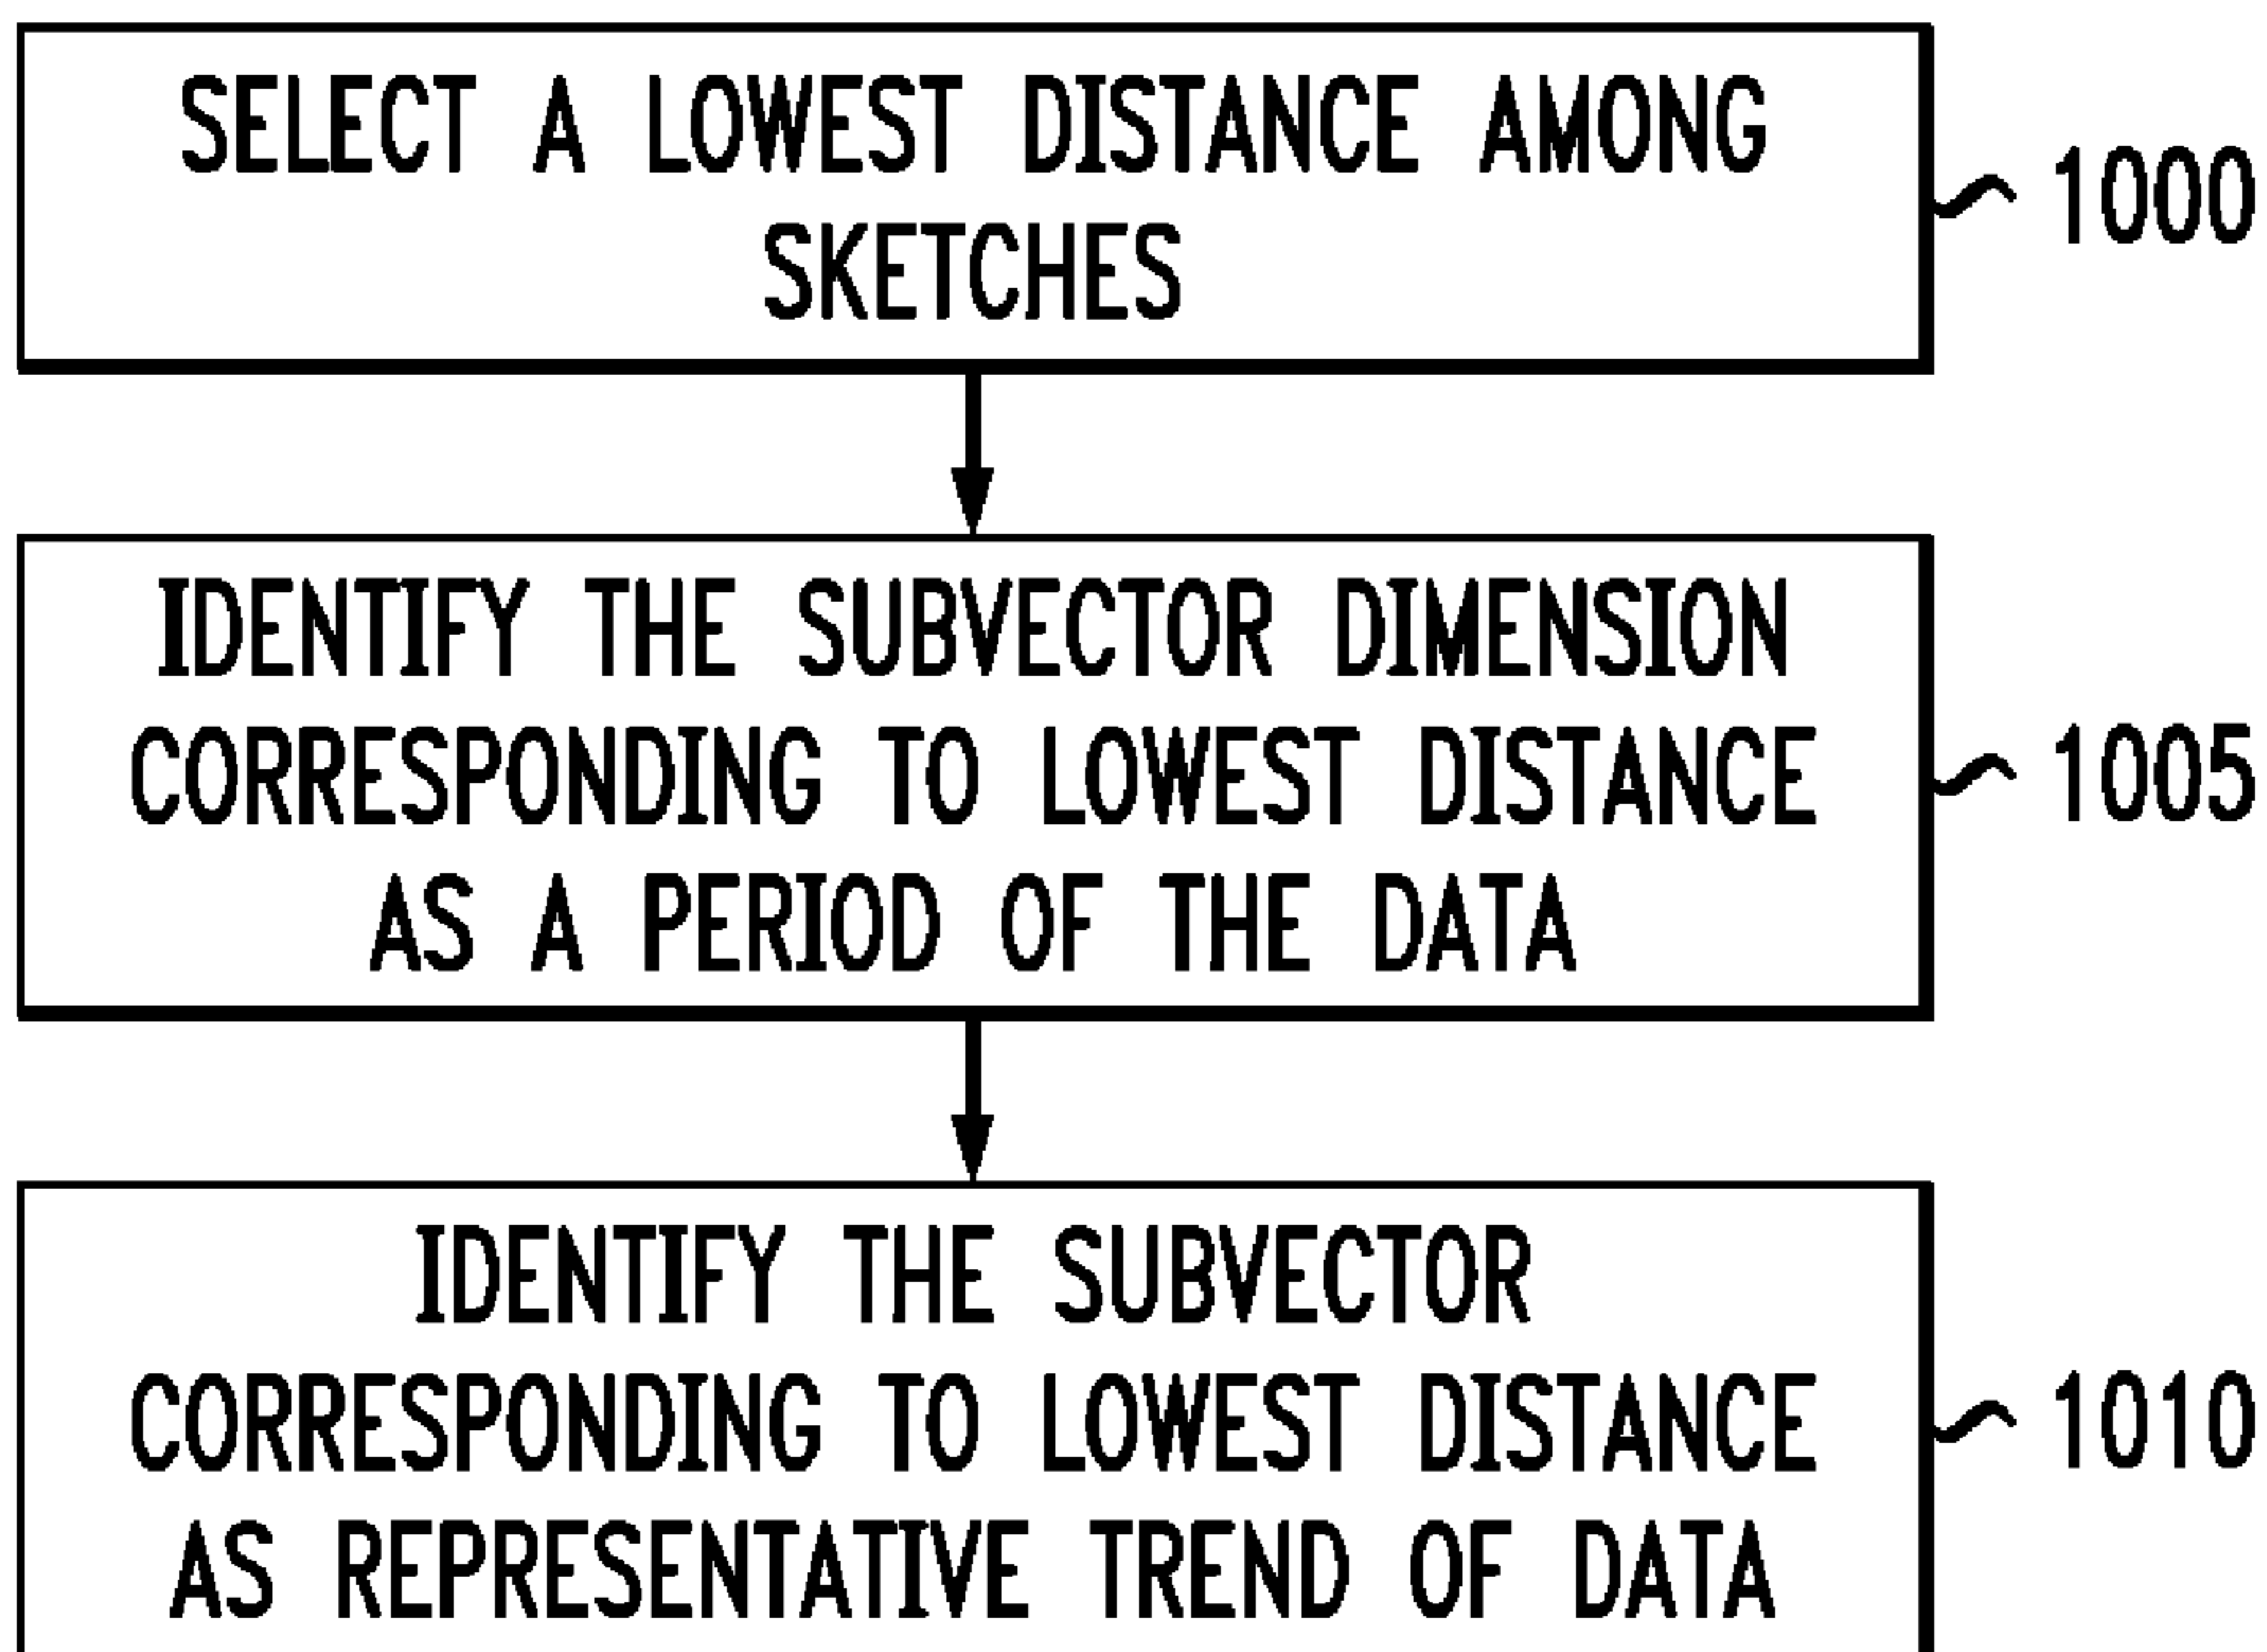 SELECT A LOWEST DISTANCE AMONG
SKETCHES
1000
IDENTIFY THE SUBVECTOR DIMENSION
CORRESPONDING TO LOWEST DISTANCE
AS A PERIOD OF THE DATA
1005
IDENTIFY THE SUBVECTOR
CORRESPONDING TO LOWEST DISTANCE
AS REPRESENTATIVE TREND OF DATA
1010